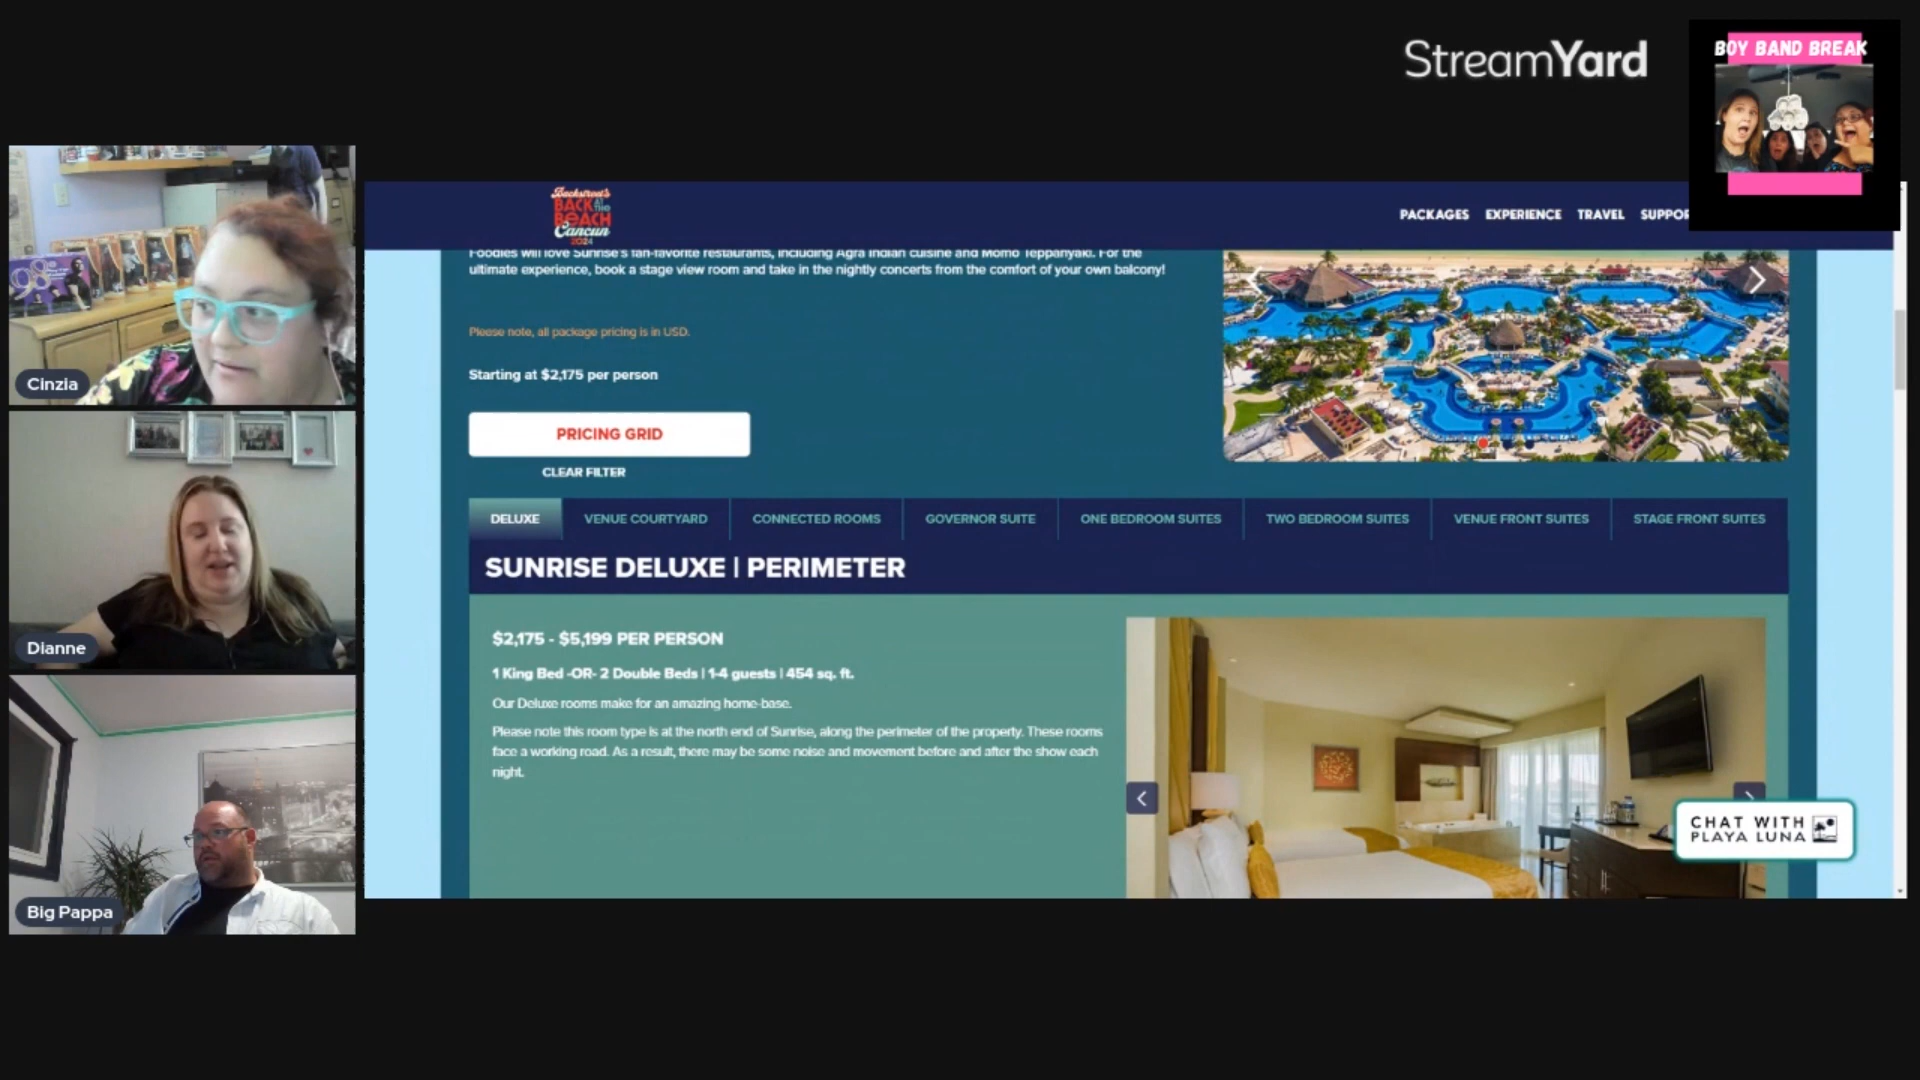 StreamYard
BOY BAND BREAK
Backstreet's
BACK AT THE
BEACH
Cancun
2024
PACKAGES EXPERIENCE TRAVEL
Foodies will love Sunrise's fan-favorite restaurants, including Agra Indian cuisine and Momo Teppanyaki. For the
ultimate experience, book a stage view room and take in the nightly concerts from the comfort of your own balcony!
Please note, all package pricing is in USD.
Starting at $2,175 per person
PRICING GRID
CLEAR FILTER
DELUXE VENUE COURTYARD CONNECTED ROOMS GOVERNOR SUITE ONE BEDROOM SUITES TWO BEDROOM SUITES VENUE FRONT SUITES STAGE FRONT SUITES
SUNRISE DELUXE | PERIMETER
$2,175 - $5,199 PER PERSON
1 King Bed -OR- 2 Double Beds | 1-4 guests | 454 sq. ft.
Our Deluxe rooms make for an amazing home-base.
Please note this room type is at the north end of Sunrise, along the perimeter of the property. These rooms
face a working road. As a result, there may be some noise and movement before and after the show each
night.
CHAT WITH
PLAYA LUNA
98°
Cinzia
Dianne
Big Pappa